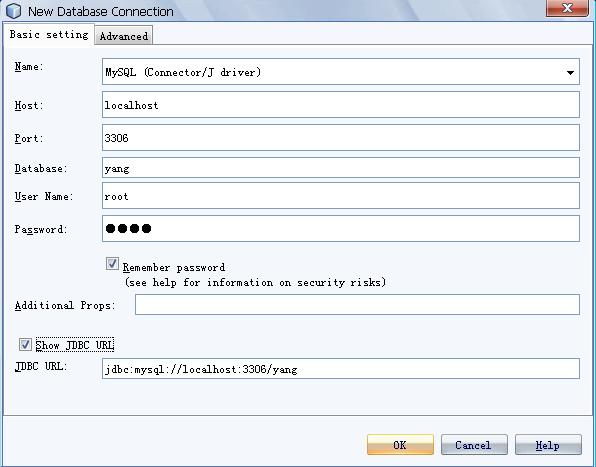 New Database Connection
Basic setting Advanced
Name: MySQL (Connector/J driver)
Host: localhost
Port: 3306
Database: yang
User Name: root
Password: ●●●●
Remember password
(see help for information on security risks)
Additional Props:
Show JDBC URL
JDBC URL: jdbc:mysql://localhost:3306/yang
OK Cancel Help